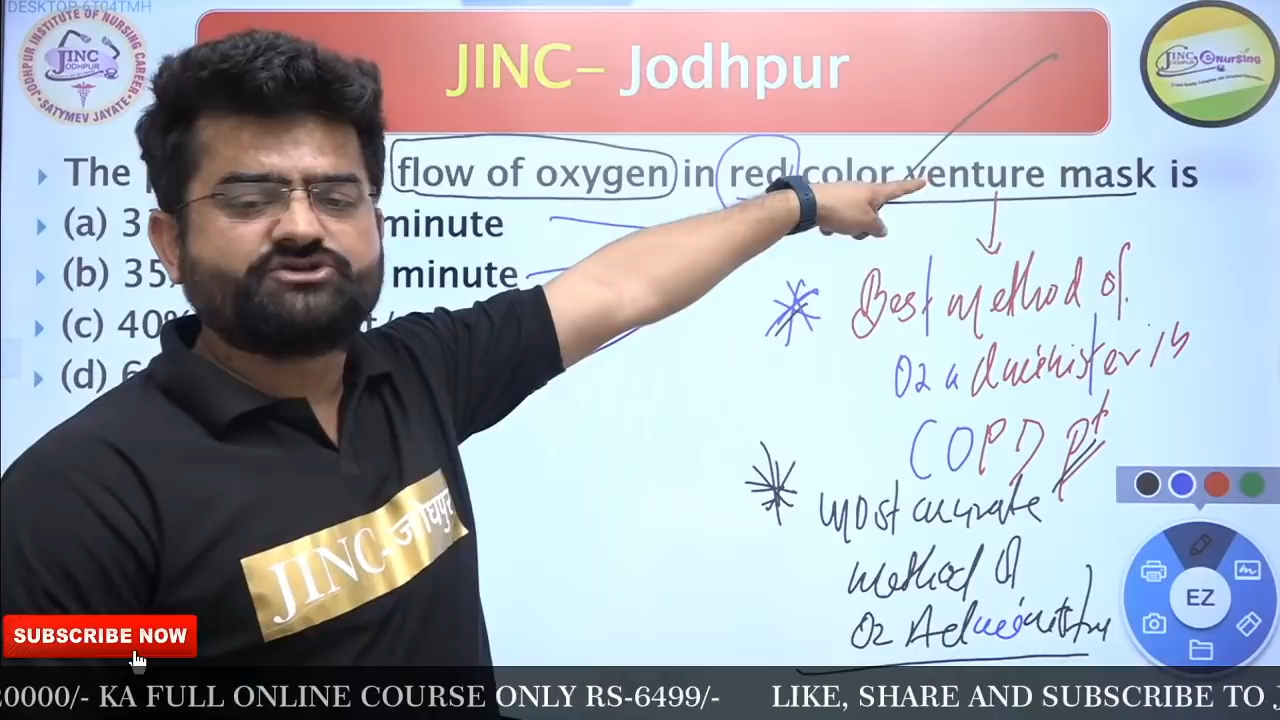 DESKTOP-6T04TMH
JODHPUR INSTITUTE OF NURSING CAREER
JINC
JODHPUR
SATYMEV JAYATE
JINC– Jodhpur
JINC
eNursing
The flow of oxygen in red color venture mask is
(a) 3 minute
(b) 35 minute
(c) 40%
(d) 6
Best method of
O2 administer is
COPD pt
most accurate
method of
O2 Administer
JINC-जोधपुर
EZ
SUBSCRIBE NOW
20000/- KA FULL ONLINE COURSE ONLY RS-6499/- LIKE, SHARE AND SUBSCRIBE TO J